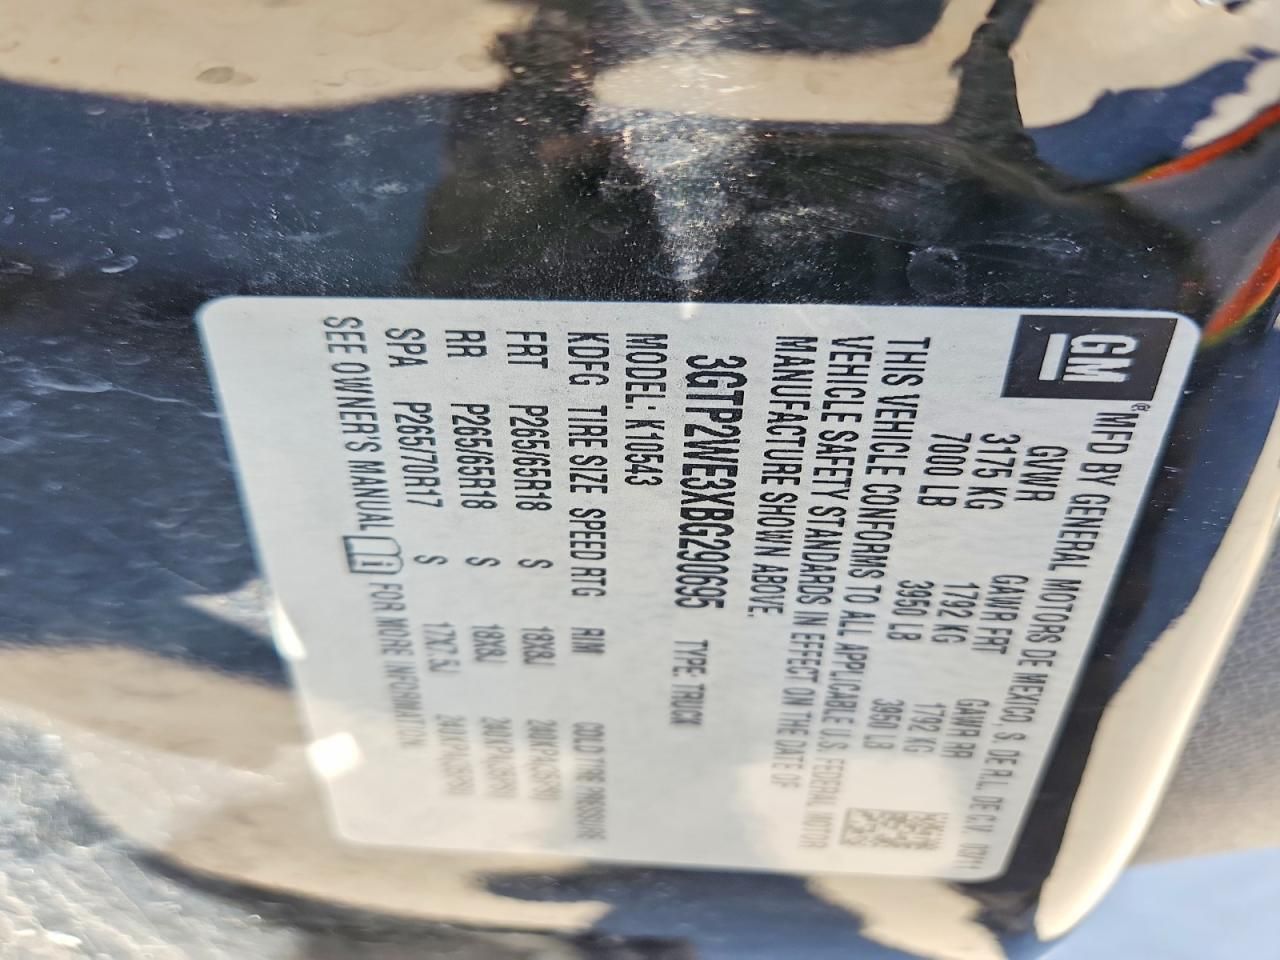 GM
®MFD BY GENERAL MOTORS DE MEXICO, S. DE R.L. DE C.V. 02/11
GVWR GAWR FRT GAWR RR
3175 KG 1792 KG 1792 KG
7000 LB 3950 LB 3950 LB
THIS VEHICLE CONFORMS TO ALL APPLICABLE U.S. FEDERAL MOTOR
VEHICLE SAFETY STANDARDS IN EFFECT ON THE DATE OF
MANUFACTURE SHOWN ABOVE.
3GTP2WE3XBG290695 TYPE: TRUCK
MODEL: K10543
KDFG TIRE SIZE SPEED RTG RIM COLD TIRE PRESSURE
FRT P265/65R18 S 18X8J
RR P265/65R18 S 18X8J
SPA P265/70R17 S 17X7.5J
SEE OWNER'S MANUAL FOR MORE INFORMATION